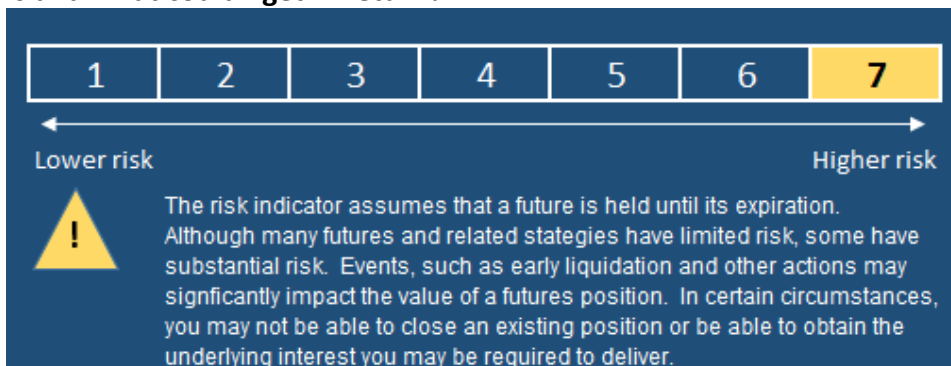 1 2 3 4 5 6 7
Lower risk Higher risk
!
The risk indicator assumes that a future is held until its expiration.
Although many futures and related stategies have limited risk, some have
substantial risk. Events, such as early liquidation and other actions may
signficantly impact the value of a futures position. In certain circumstances,
you may not be able to close an existing position or be able to obtain the
underlying interest you may be required to deliver.